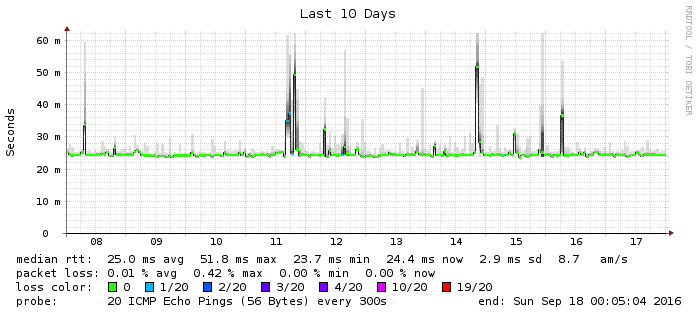 Last 10 Days
RRDTOOL / TOBI OETIKER
Seconds
60 m
50 m
40 m
30 m
20 m
10 m
0
08 09 10 11 12 13 14 15 16 17
median rtt: 25.0 ms avg 51.8 ms max 23.7 ms min 24.4 ms now 2.9 ms sd 8.7 am/s
packet loss: 0.01 % avg 0.42 % max 0.00 % min 0.00 % now
loss color: 0 1/20 2/20 3/20 4/20 10/20 19/20
probe: 20 ICMP Echo Pings (56 Bytes) every 300s end: Sun Sep 18 00:05:04 2016